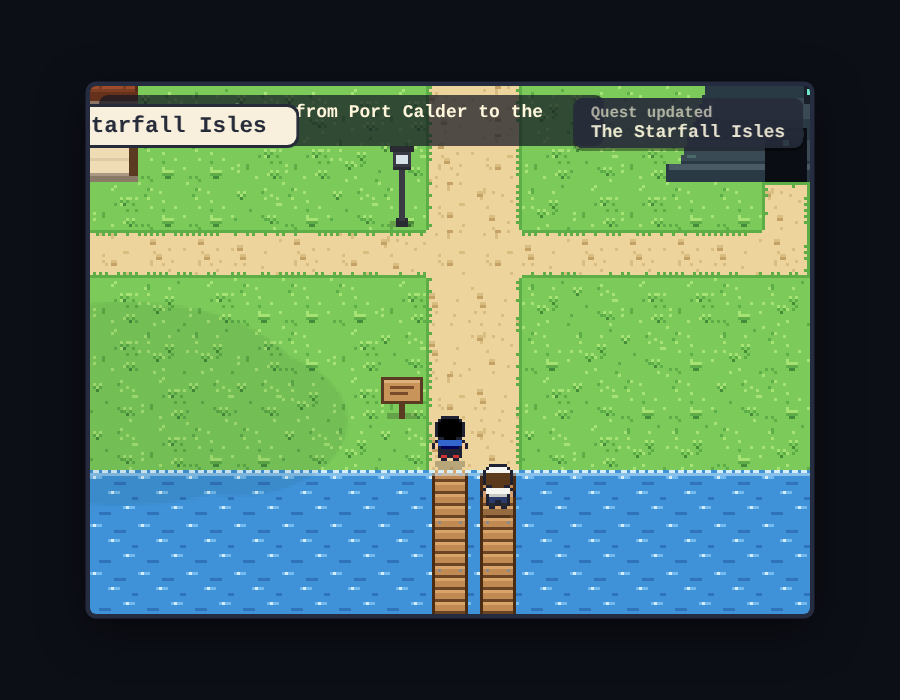 from Port Calder to the
tarfall Isles
Quest updated
The Starfall Isles